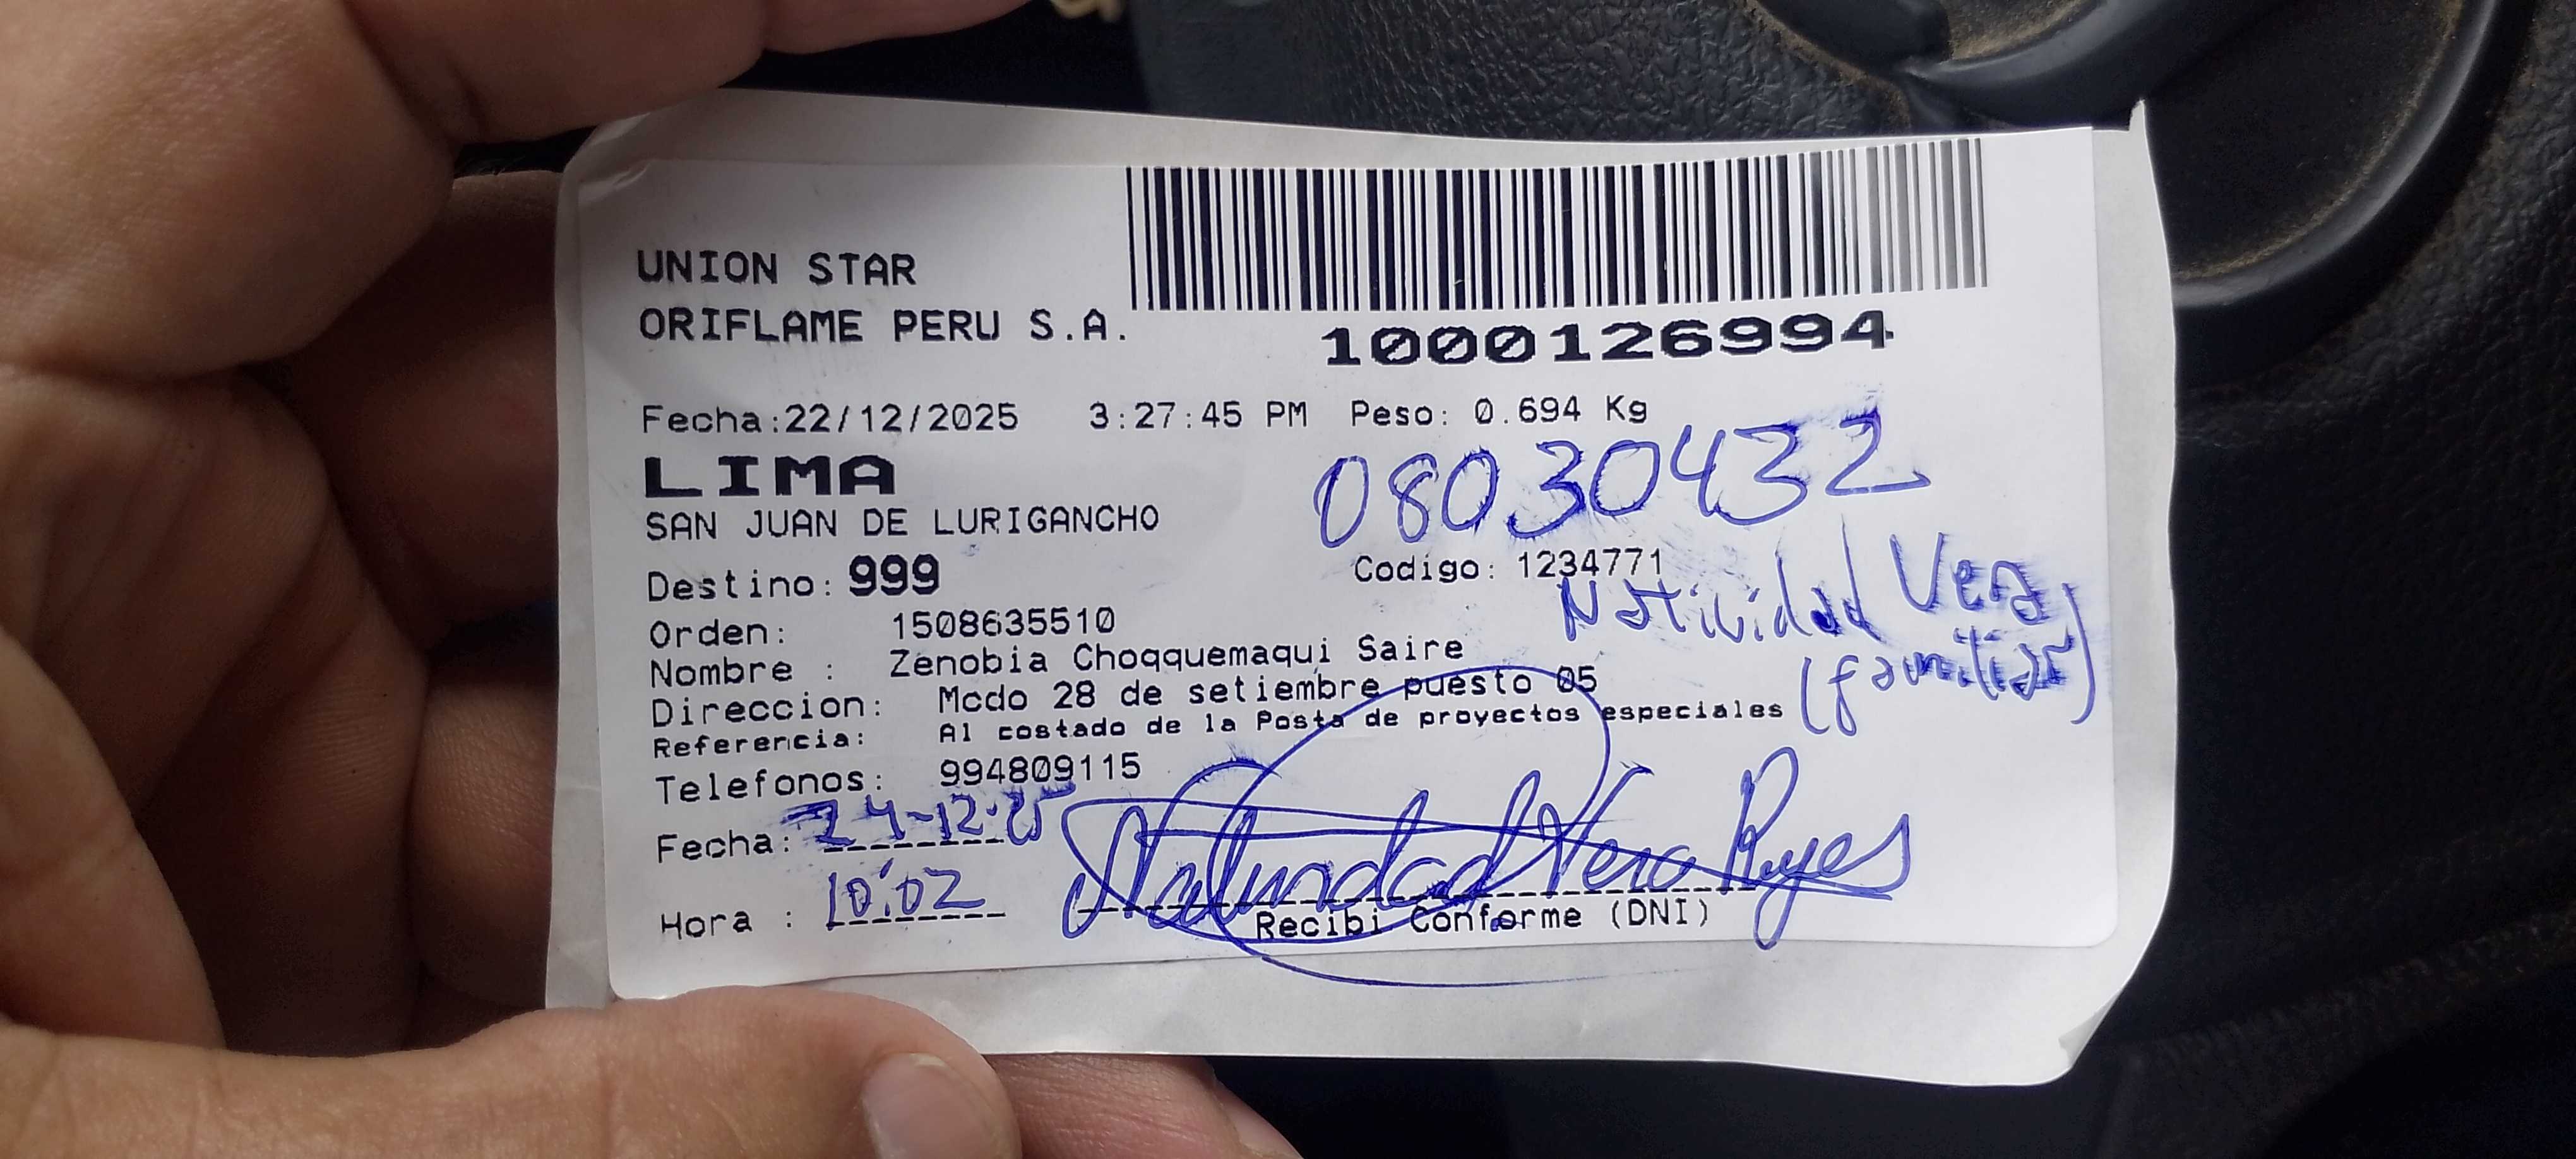 UNION STAR
ORIFLAME PERU S.A.
1000126994
Fecha:22/12/2025 3:27:45 PM Peso: 0.694 Kg
LIMA
08030432
SAN JUAN DE LURIGANCHO
Destino: 999
Codigo: 1234771
Natividad Vera
(familiar)
Orden: 1508635510
Nombre : Zenobia Choqquemaqui Saire
Direccion: Mcdo 28 de setiembre puesto 05
Referencia: Al costado de la Posta de proyectos especiales
Telefonos: 994809115
Fecha: 24-12-25
Natividad Vera Reyes
Hora : 10:02
Recibi Conforme (DNI)